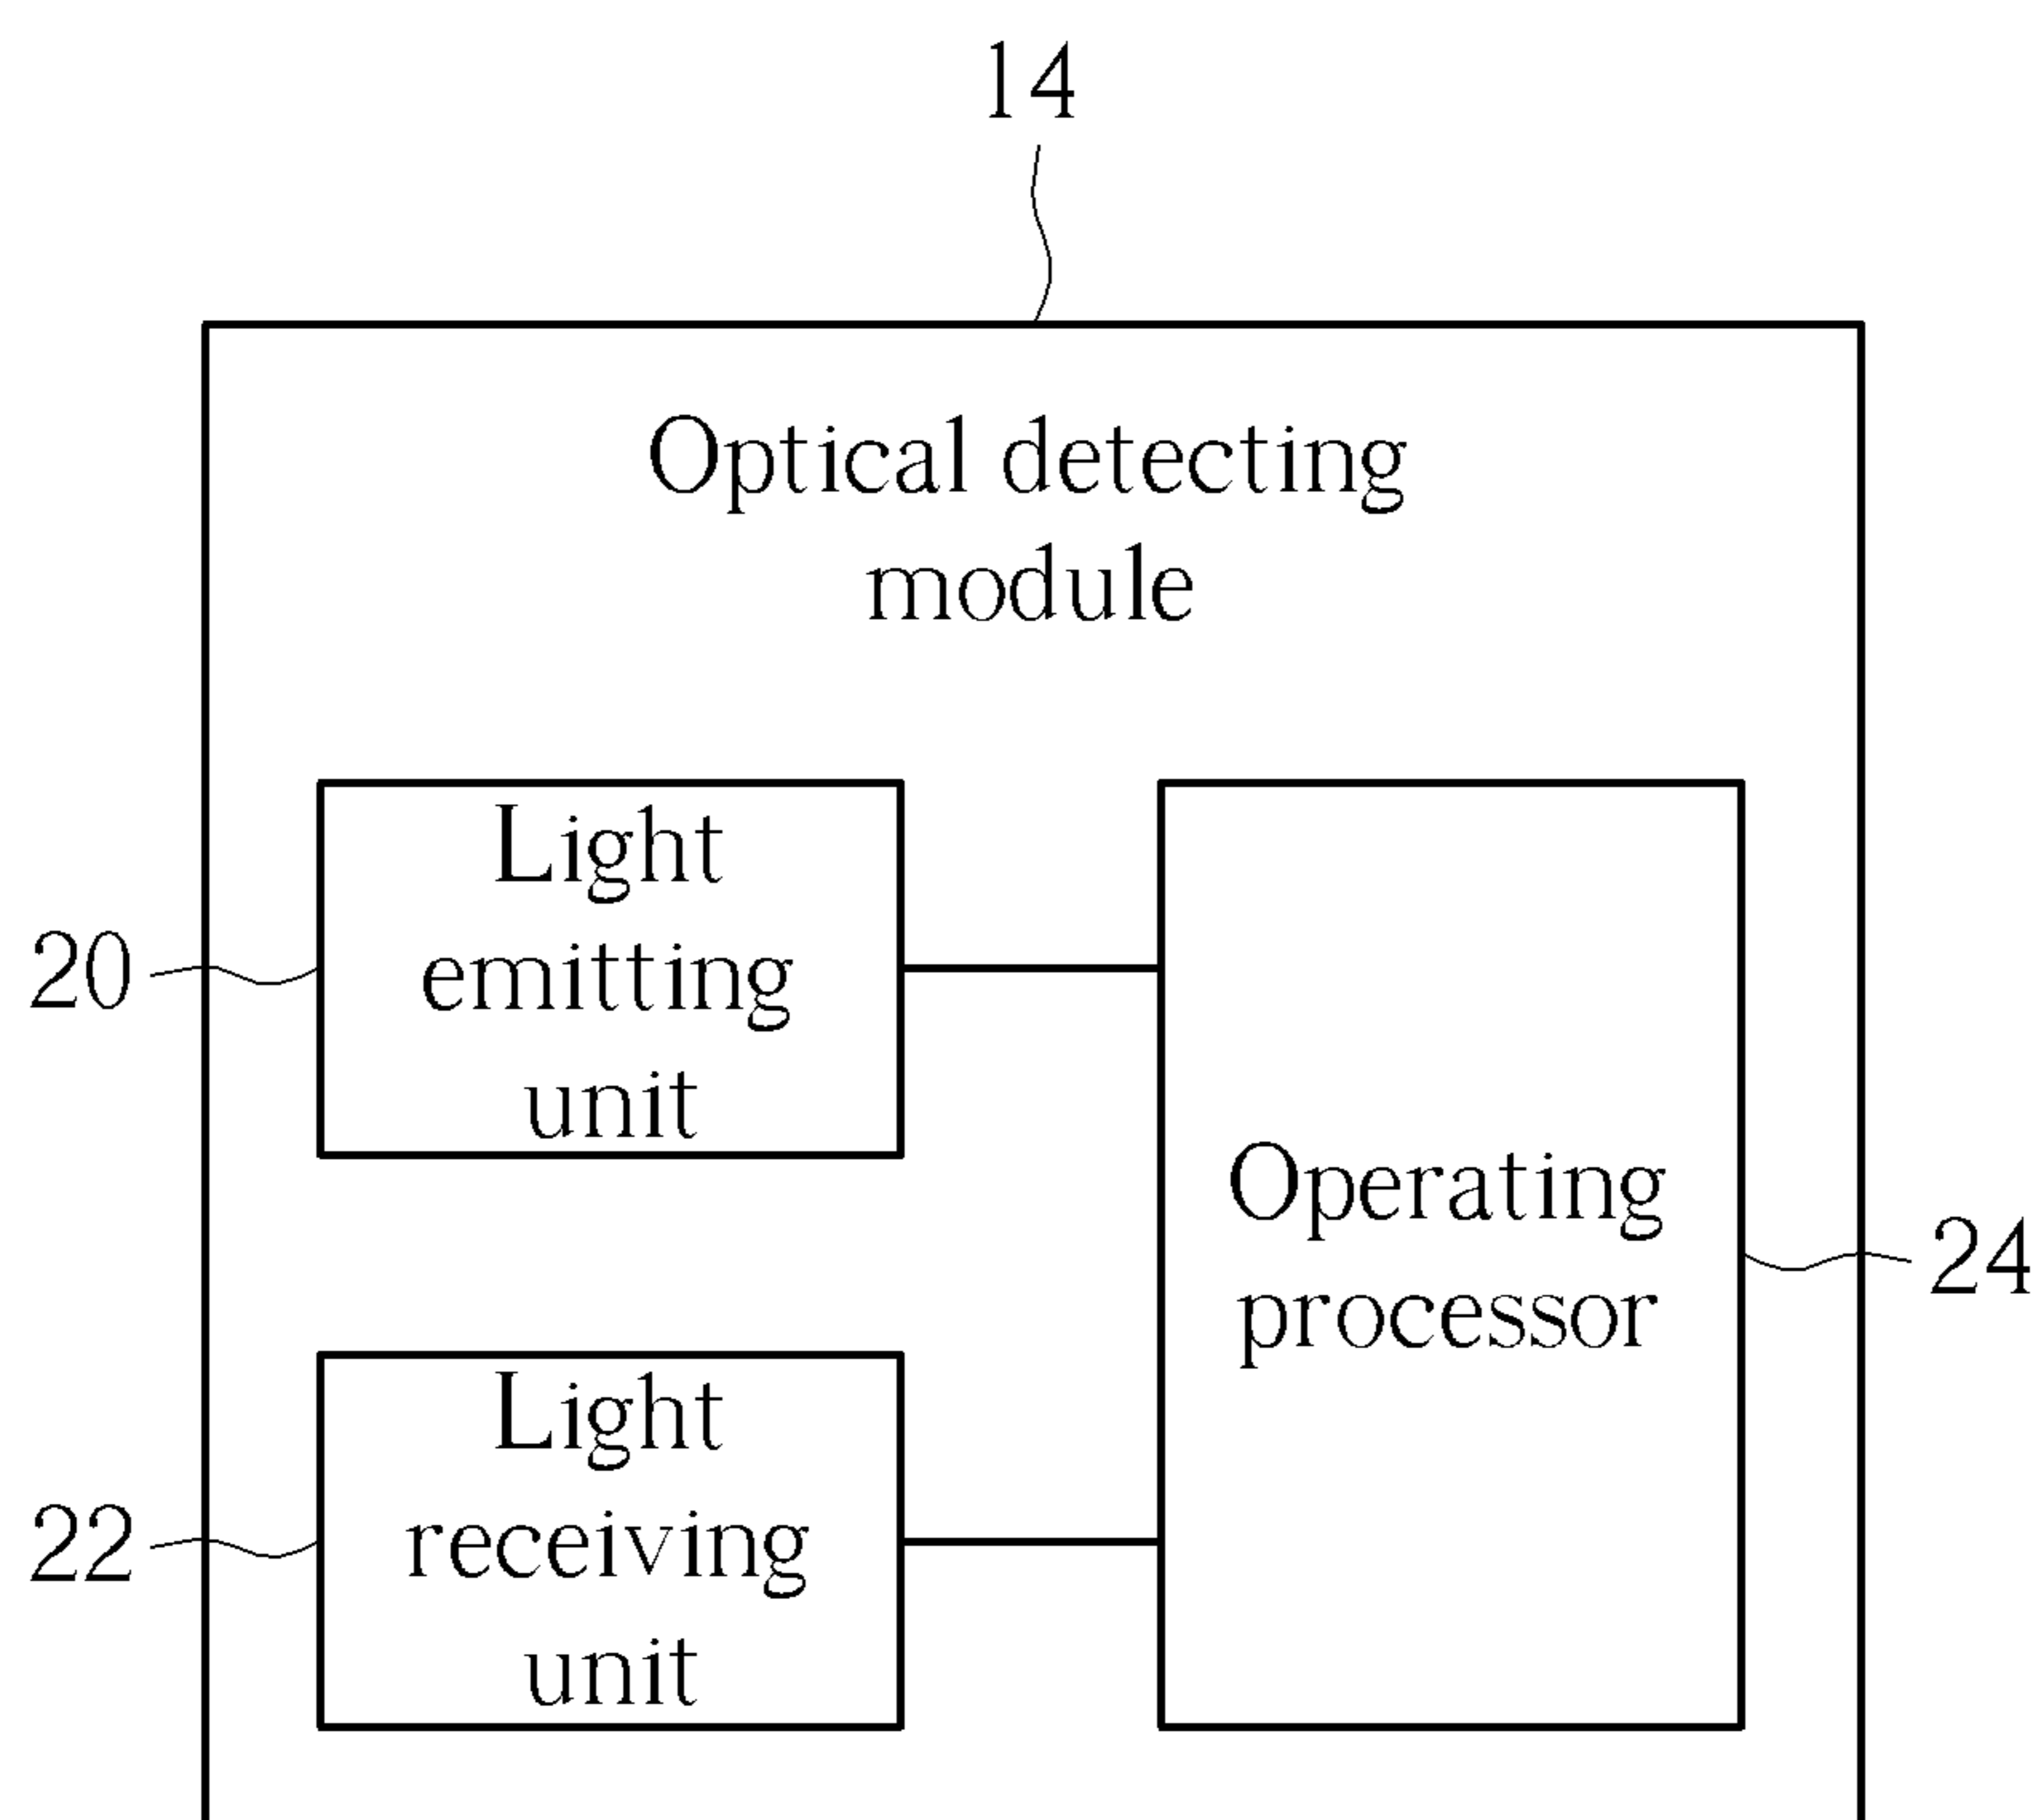 14
Optical detecting
module
Light
emitting
unit
20
Operating
processor
24
Light
receiving
unit
22